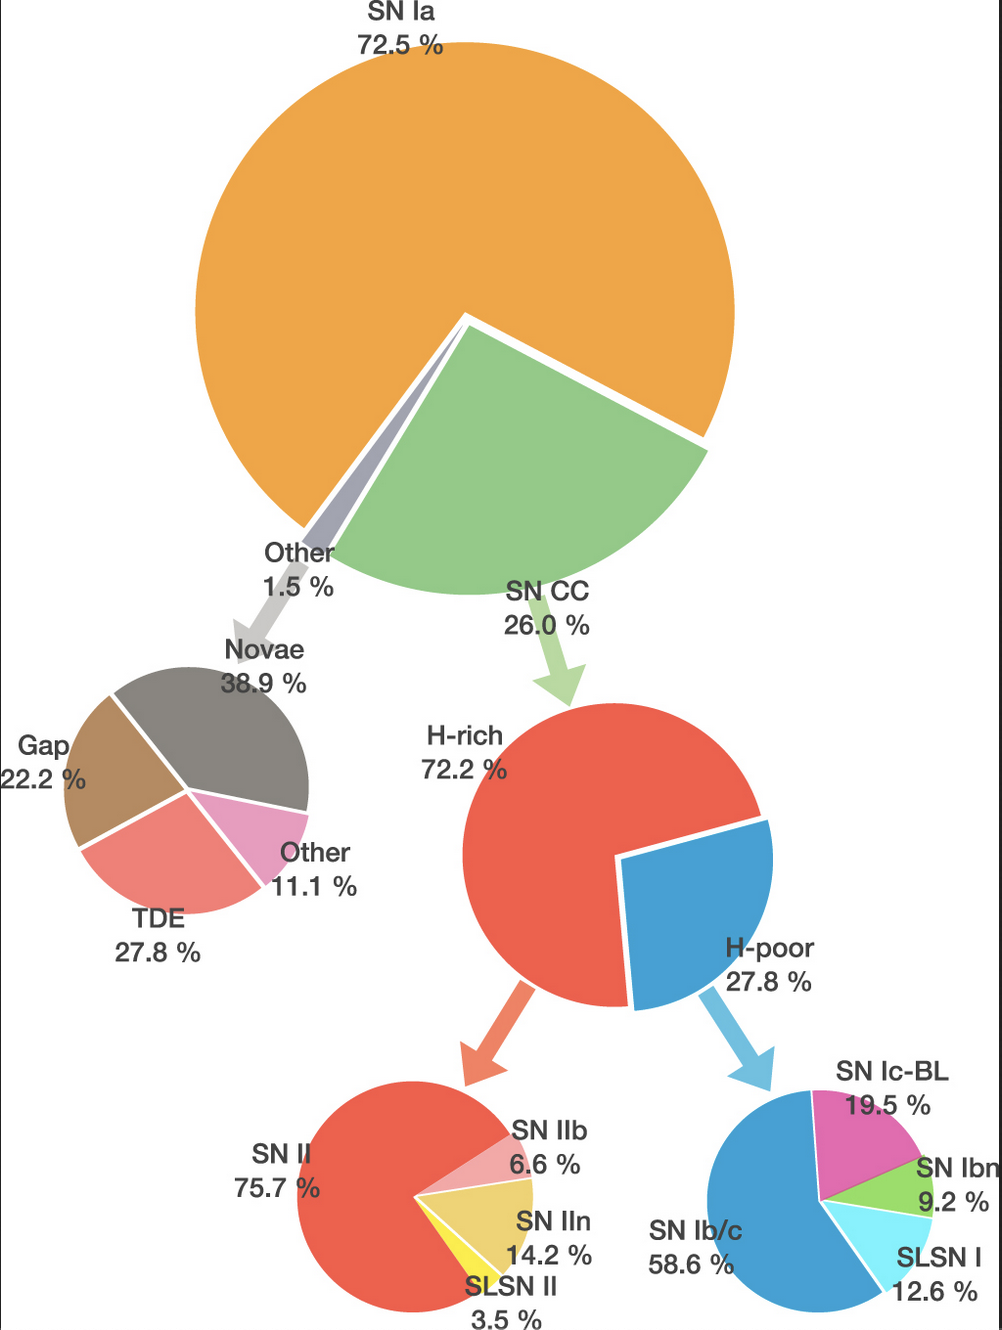 SN Ia
72.5 %
Other
1.5 %
SN CC
26.0 %
Novae
38.9 %
Gap
22.2 %
Other
11.1 %
TDE
27.8 %
H-rich
72.2 %
H-poor
27.8 %
SN II
75.7 %
SN IIb
6.6 %
SN IIn
14.2 %
SLSN II
3.5 %
SN Ic-BL
19.5 %
SN Ibn
9.2 %
SN Ib/c
58.6 %
SLSN I
12.6 %